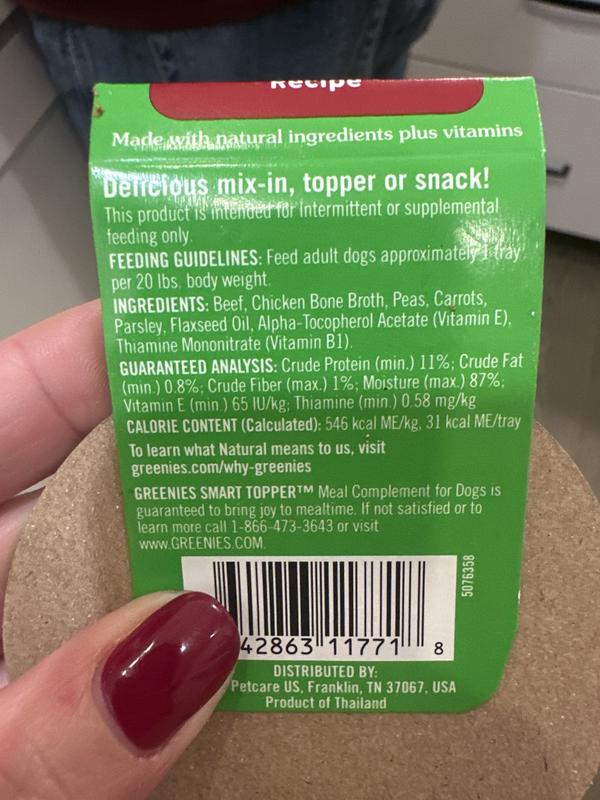 Recipe
Made with natural ingredients plus vitamins
Delicious mix-in, topper or snack!
This product is intended for intermittent or supplemental
feeding only.
FEEDING GUIDELINES: Feed adult dogs approximately 1 tray
per 20 lbs. body weight.
INGREDIENTS: Beef, Chicken Bone Broth, Peas, Carrots,
Parsley, Flaxseed Oil, Alpha-Tocopherol Acetate (Vitamin E),
Thiamine Mononitrate (Vitamin B1).
GUARANTEED ANALYSIS: Crude Protein (min.) 11%; Crude Fat
(min.) 0.8%; Crude Fiber (max.) 1%; Moisture (max.) 87%;
Vitamin E (min.) 65 IU/kg; Thiamine (min.) 0.58 mg/kg
CALORIE CONTENT (Calculated): 546 kcal ME/kg, 31 kcal ME/tray
To learn what Natural means to us, visit
greenies.com/why-greenies
GREENIES SMART TOPPER™ Meal Complement for Dogs is
guaranteed to bring joy to mealtime. If not satisfied or to
learn more call 1-866-473-3643 or visit
www.GREENIES.COM.
5076358
42863 11771 8
DISTRIBUTED BY:
Petcare US, Franklin, TN 37067, USA
Product of Thailand